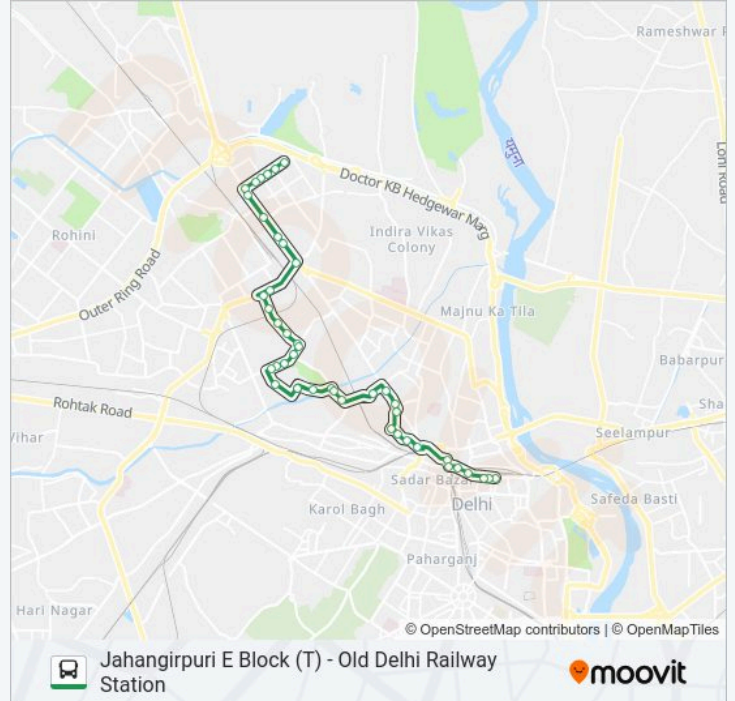 Rameshwar P
यमुना
Loni Road
Doctor KB Hedgewar Marg
Indira Vikas
Colony
Rohini
Outer Ring Road
Majnu Ka Tila
Babarpur
Rohtak Road
Sha
Vihar
Seelampur
Sadar Bazar
Safeda Basti
Delhi
Karol Bagh
Paharganj
Hari Nagar
© OpenStreetMap contributors | © OpenMapTiles
Jahangirpuri E Block (T) - Old Delhi Railway
Station
moovit